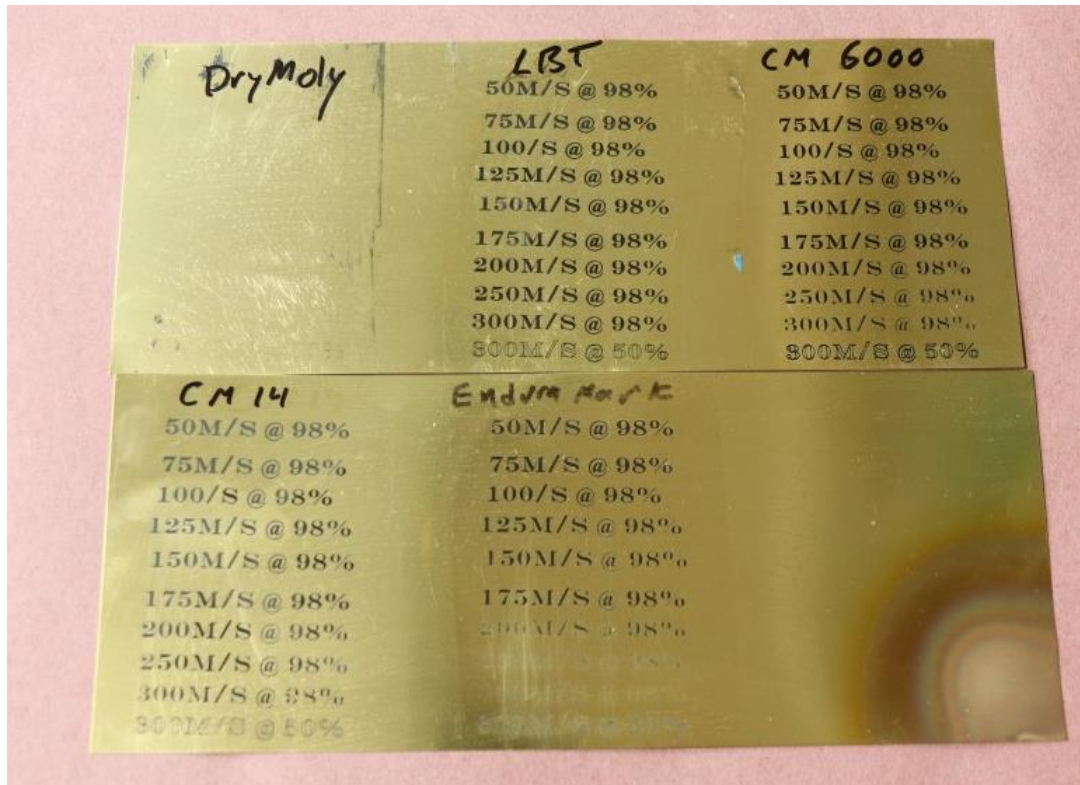 DryMoly
LBT
50M/S @ 98%
75M/S @ 98%
100/S @ 98%
125M/S @ 98%
150M/S @ 98%
175M/S @ 98%
200M/S @ 98%
250M/S @ 98%
300M/S @ 98%
300M/S @ 50%
CM 6000
50M/S @ 98%
75M/S @ 98%
100/S @ 98%
125M/S @ 98%
150M/S @ 98%
175M/S @ 98%
200M/S @ 98%
250M/S @ 98%
300M/S @ 98%
300M/S @ 50%
CM 14
50M/S @ 98%
75M/S @ 98%
100/S @ 98%
125M/S @ 98%
150M/S @ 98%
175M/S @ 98%
200M/S @ 98%
250M/S @ 98%
300M/S @ 98%
300M/S @ 50%
EnduraMark
50M/S @ 98%
75M/S @ 98%
100/S @ 98%
125M/S @ 98%
150M/S @ 98%
175M/S @ 98%
200M/S @ 98%